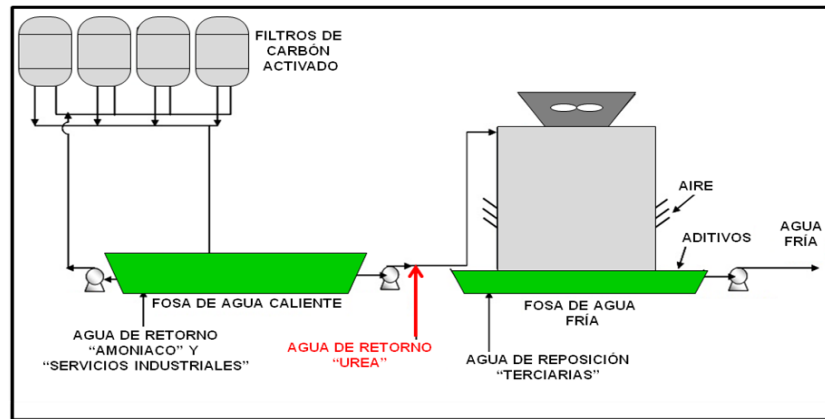 FILTROS DE
CARBÓN
ACTIVADO
AIRE
ADITIVOS
AGUA
FRÍA
FOSA DE AGUA CALIENTE
FOSA DE AGUA
FRÍA
AGUA DE RETORNO
“AMONIACO” Y
“SERVICIOS INDUSTRIALES”
AGUA DE RETORNO
“UREA”
AGUA DE REPOSICIÓN
“TERCIARIAS”